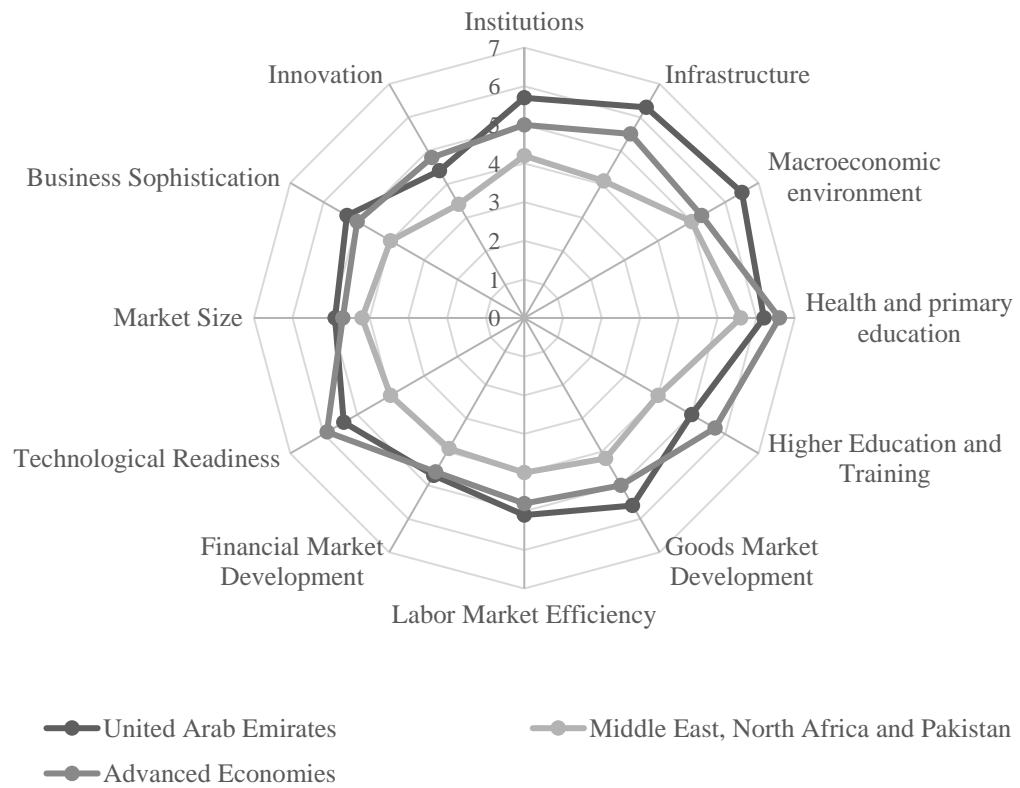 Institutions
7
Innovation
Infrastructure
6
5
Business Sophistication
Macroeconomic
environment
4
3
2
1
Market Size
0
Health and primary
education
Technological Readiness
Higher Education and
Training
Financial Market
Development
Goods Market
Development
Labor Market Efficiency
United Arab Emirates
Middle East, North Africa and Pakistan
Advanced Economies